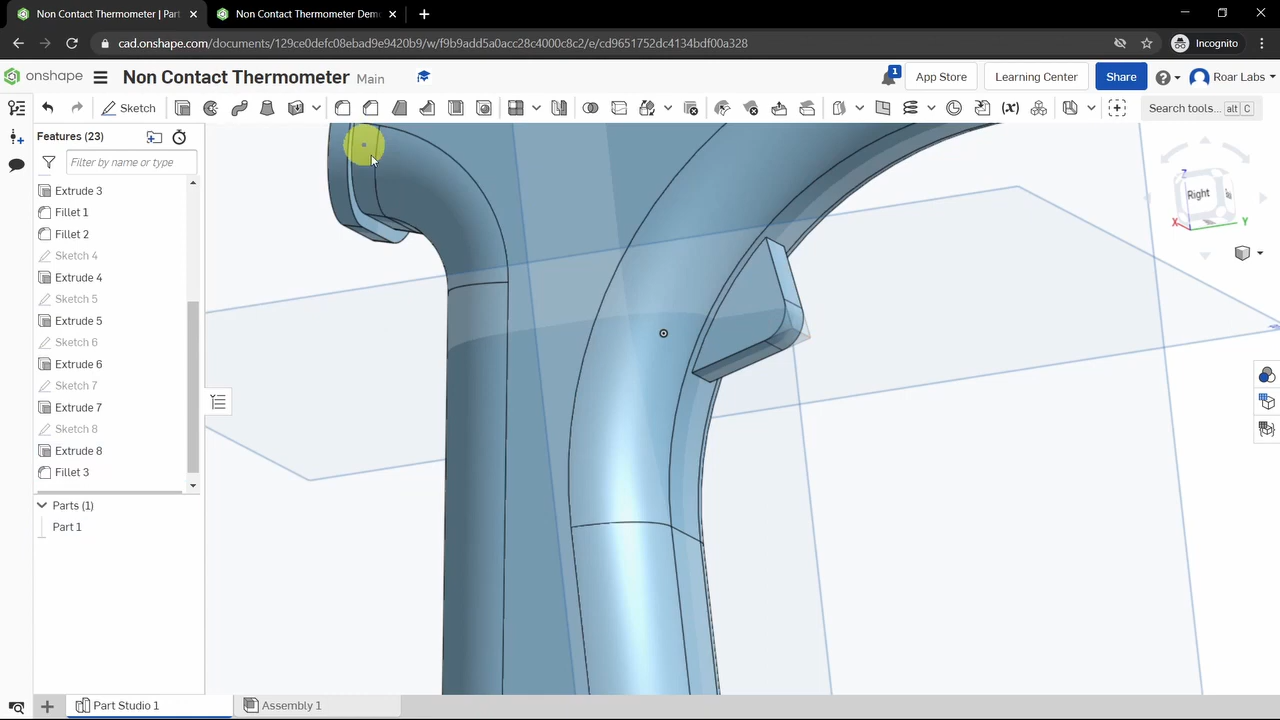 Non Contact Thermometer | Part
Non Contact Thermometer Dem
cad.onshape.com/documents/129ce0defc08ebad9e9420b9/w/f9b9add5a0acc28c4000c8c2/e/cd9651752dc4134bdf00a328
Incognito
onshape
Non Contact Thermometer Main
1
App Store
Learning Center
Share
Roar Labs
Sketch
Search tools... alt C
Features (23)
Filter by name or type
Extrude 3
Fillet 1
Fillet 2
Sketch 4
Extrude 4
Sketch 5
Extrude 5
Sketch 6
Extrude 6
Sketch 7
Extrude 7
Sketch 8
Extrude 8
Fillet 3
Parts (1)
Part 1
Z
Right
X
Y
Part Studio 1
Assembly 1